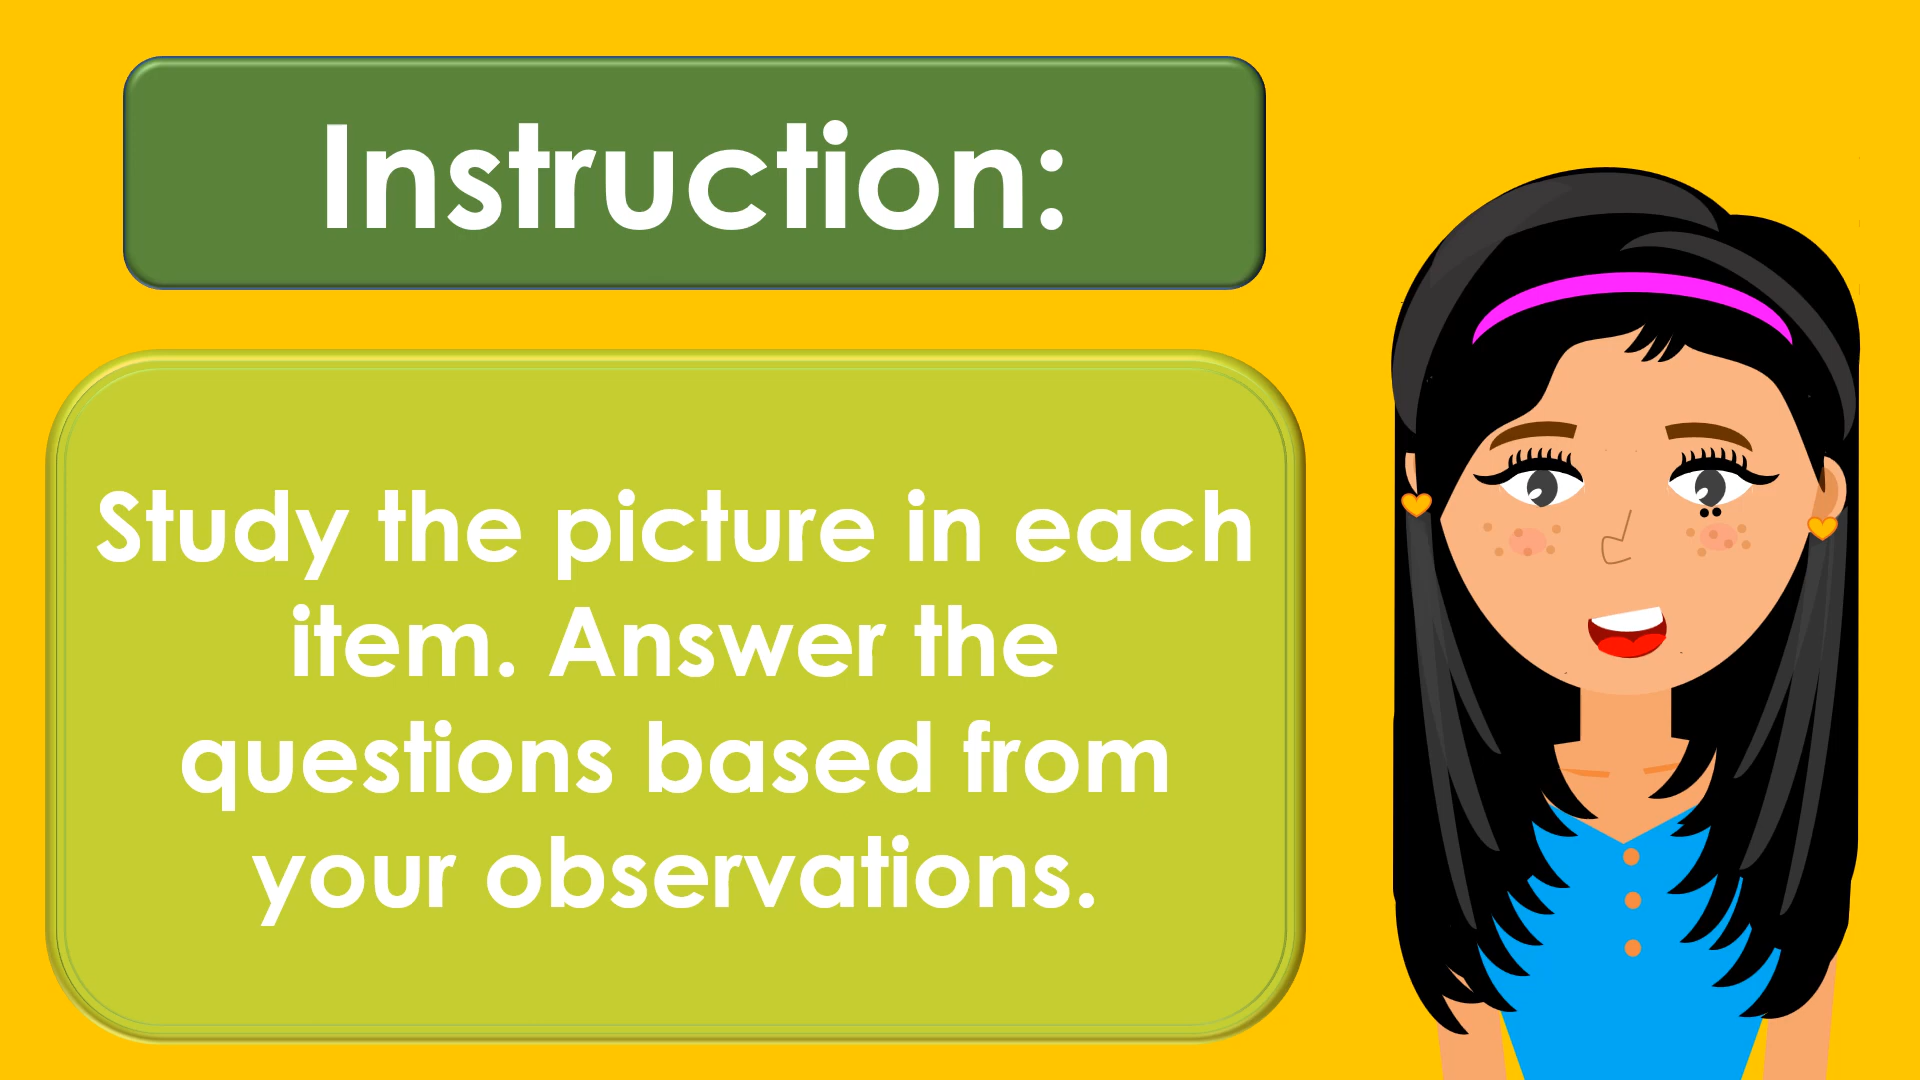 Instruction:
Study the picture in each
item. Answer the
questions based from
your observations.